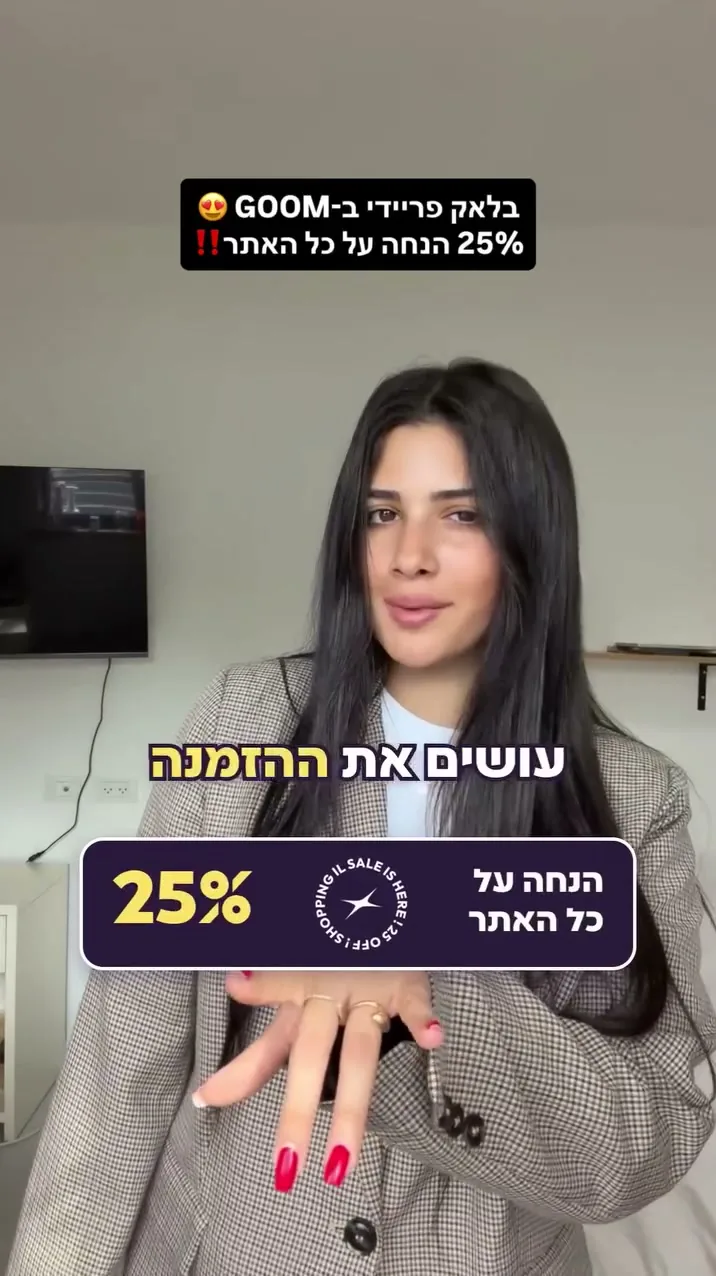 בלאק פריידי ב-GOOM 😍
25% הנחה על כל האתר‼️
עושים את ההזמנה
הנחה על
כל האתר
SHOPPING IL SALE IS HERE ! 25 OFF !
25%